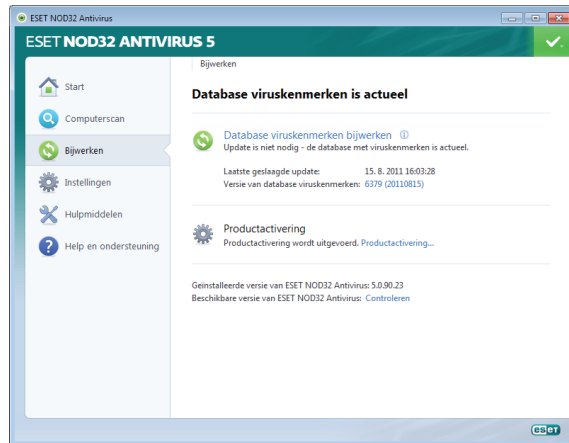 ESET NOD32 Antivirus
ESET NOD32 ANTIVIRUS 5
Start
Computerscan
Bijwerken
Instellingen
Hulpmiddelen
Help en ondersteuning
Bijwerken
Database viruskenmerken is actueel
Database viruskenmerken bijwerken
Update is niet nodig - de database met viruskenmerken is actueel.
Laatste geslaagde update: 15. 8. 2011 16:03:28
Versie van database viruskenmerken: 6379 (20110815)
Productactivering
Productactivering wordt uitgevoerd. Productactivering...
Geïnstalleerde versie van ESET NOD32 Antivirus: 5.0.90.23
Beschikbare versie van ESET NOD32 Antivirus: Controleren
eset